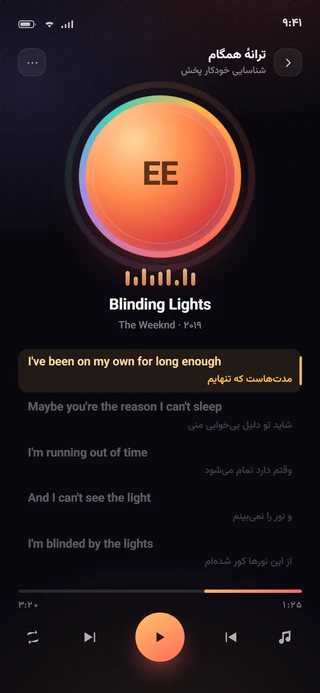 ۹:۴۱
ترانهٔ همگام
شناسایی خودکار پخش
EE
Blinding Lights
The Weeknd · ۲۰۱۹
I've been on my own for long enough
مدت‌هاست که تنهایم
Maybe you're the reason I can't sleep
شاید تو دلیل بی‌خوابی منی
I'm running out of time
وقتم دارد تمام می‌شود
And I can't see the light
و نور را نمی‌بینم
I'm blinded by the lights
از این نورها کور شده‌ام
۳:۲۰
۱:۲۵